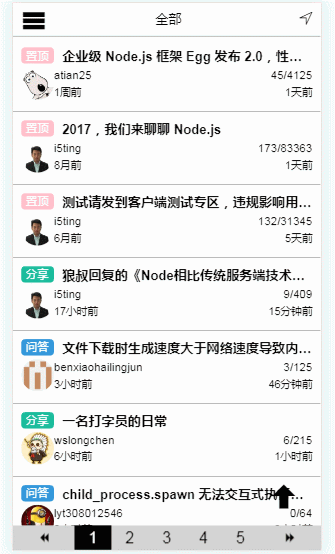 全部
置顶 企业级 Node.js 框架 Egg 发布 2.0，性...
atian25 45/4125
1周前 1天前
置顶 2017，我们来聊聊 Node.js
i5ting 173/83363
8月前 1天前
置顶 测试请发到客户端测试专区，违规影响用...
i5ting 132/31345
6月前 5天前
分享 狼叔回复的《Node相比传统服务端技术...
i5ting 9/409
17小时前 15分钟前
问答 文件下载时生成速度大于网络速度导致内...
benxiaohailingjun 3/125
3小时前 46分钟前
分享 一名打字员的日常
wslongchen 6/215
6小时前 1小时前
问答 child_process.spawn 无法交互式执
lyt308012546 0/64
2小时前 2小时前
1 2 3 4 5